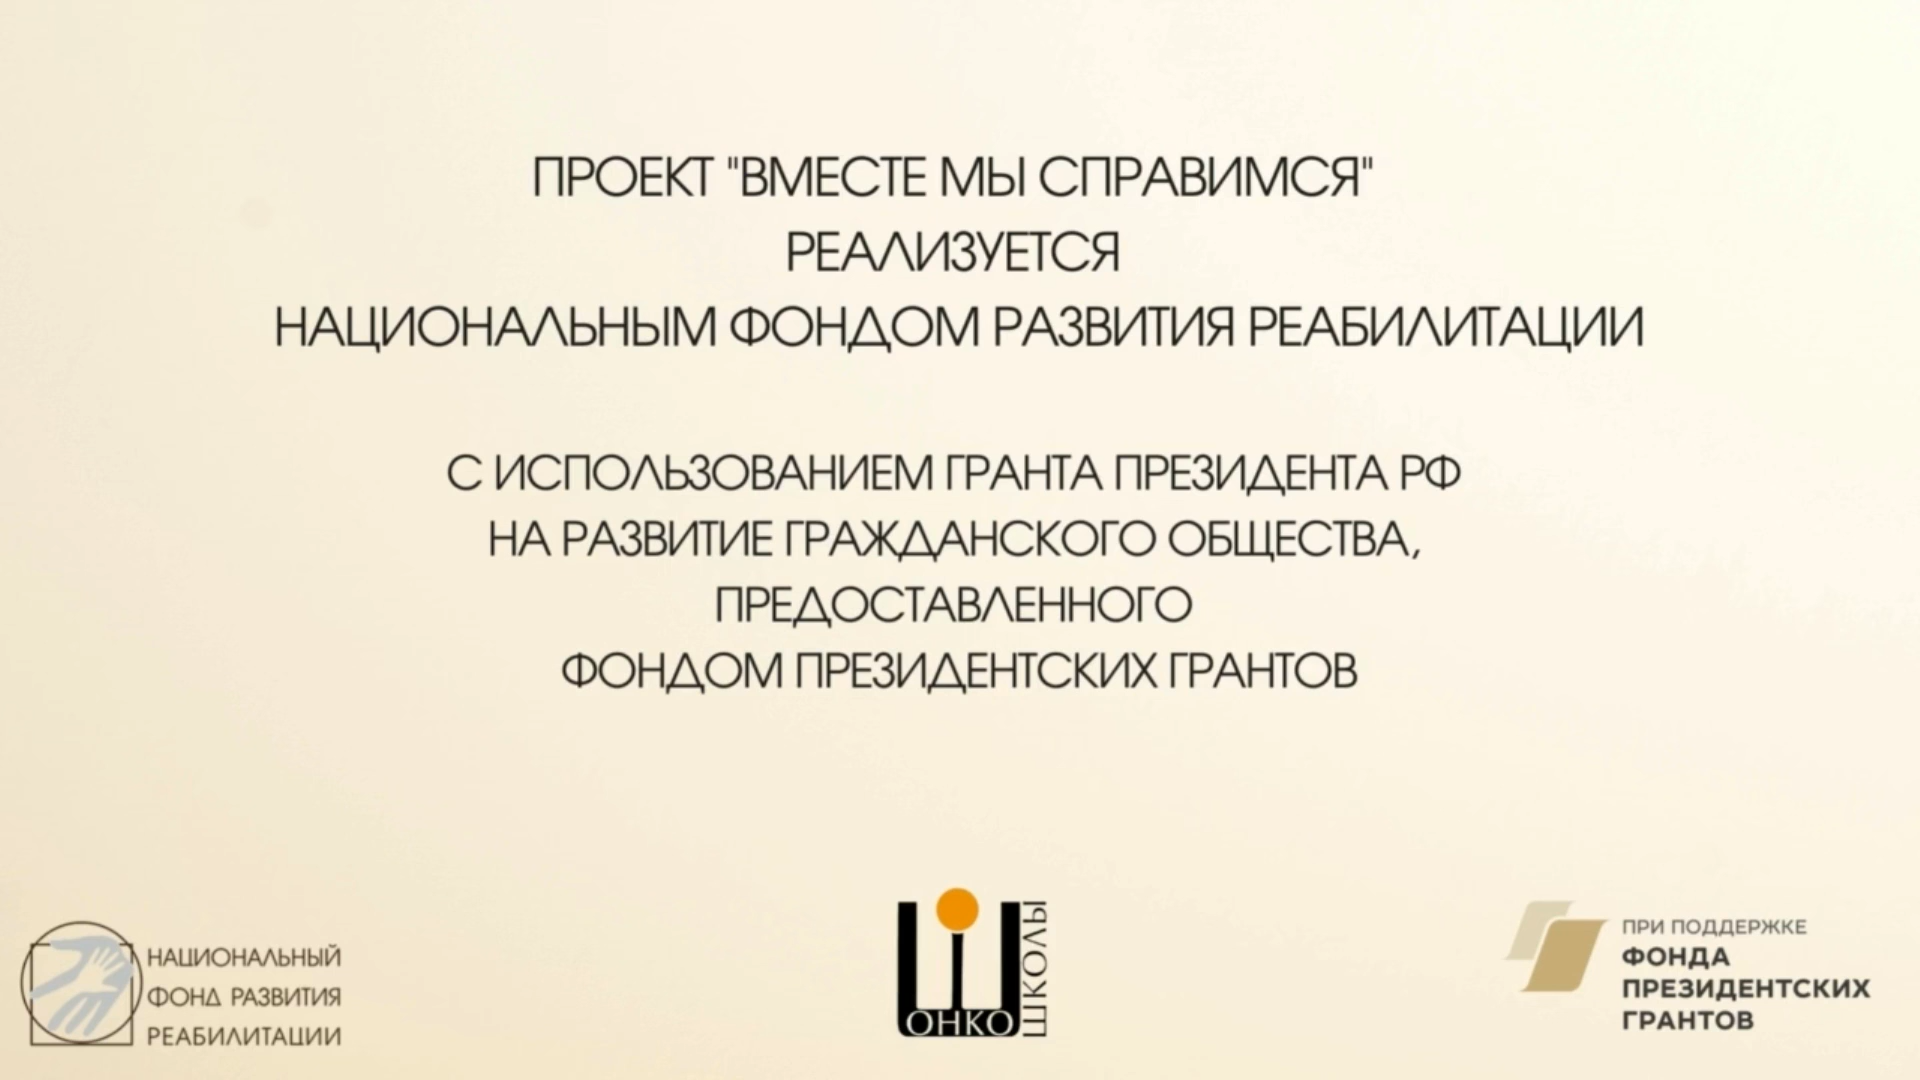 ПРОЕКТ "ВМЕСТЕ МЫ СПРАВИМСЯ"
РЕАЛИЗУЕТСЯ
НАЦИОНАЛЬНЫМ ФОНДОМ РАЗВИТИЯ РЕАБИЛИТАЦИИ
С ИСПОЛЬЗОВАНИЕМ ГРАНТА ПРЕЗИДЕНТА РФ
НА РАЗВИТИЕ ГРАЖДАНСКОГО ОБЩЕСТВА,
ПРЕДОСТАВЛЕННОГО
ФОНДОМ ПРЕЗИДЕНТСКИХ ГРАНТОВ
НАЦИОНАЛЬНЫЙ
ФОНД РАЗВИТИЯ
РЕАБИЛИТАЦИИ
ОНКО
ШКОЛЫ
ПРИ ПОДДЕРЖКЕ
ФОНДА
ПРЕЗИДЕНТСКИХ
ГРАНТОВ